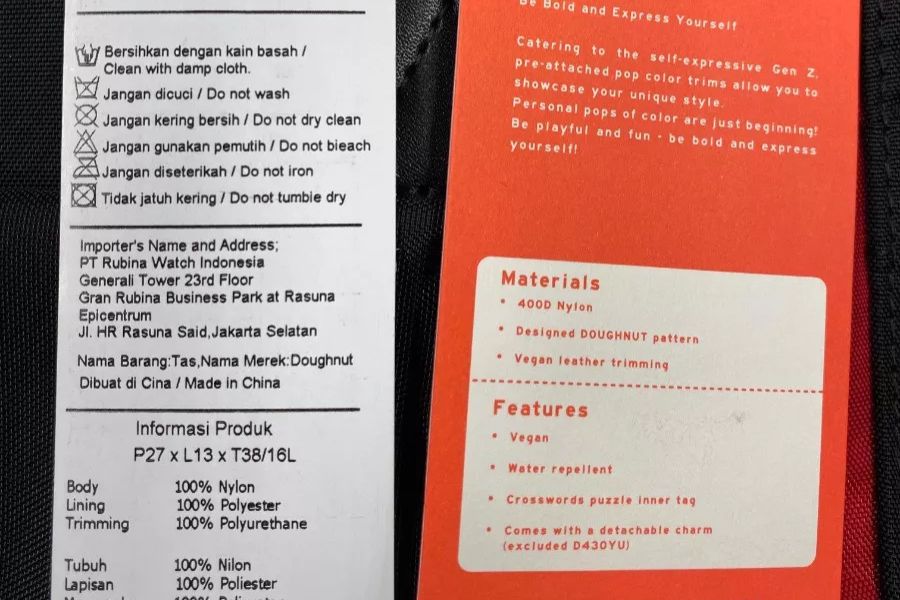 Bersihkan dengan kain basah /
Clean with damp cloth.
Jangan dicuci / Do not wash
Jangan kering bersih / Do not dry clean
Jangan gunakan pemutih / Do not bleach
Jangan diseterikah / Do not iron
Tidak jatuh kering / Do not tumble dry
Importer's Name and Address;
PT Rubina Watch Indonesia
Generali Tower 23rd Floor
Gran Rubina Business Park at Rasuna
Epicentrum
Jl. HR Rasuna Said,Jakarta Selatan
Nama Barang:Tas,Nama Merek:Doughnut
Dibuat di Cina / Made in China
Informasi Produk
P27 x L13 x T38/16L
Body 100% Nylon
Lining 100% Polyester
Trimming 100% Polyurethane
Tubuh 100% Nilon
Lapisan 100% Poliester
Be Bold and Express Yourself
Catering to the self-expressive Gen Z,
pre-attached pop color trims allow you to
showcase your unique style.
Personal pops of color are just beginning!
Be playful and fun - be bold and express
yourself!
Materials
• 400D Nylon
• Designed DOUGHNUT pattern
• Vegan leather trimming
Features
• Vegan
• Water repellent
• Crosswords puzzle inner tag
• Comes with a detachable charm
(excluded D430YU)